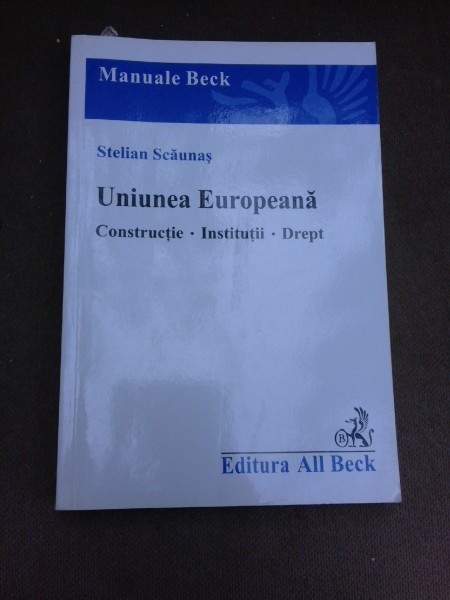 Manuale Beck
Stelian Scăunaș
Uniunea Europeană
Construcție · Instituții · Drept
B
Editura All Beck